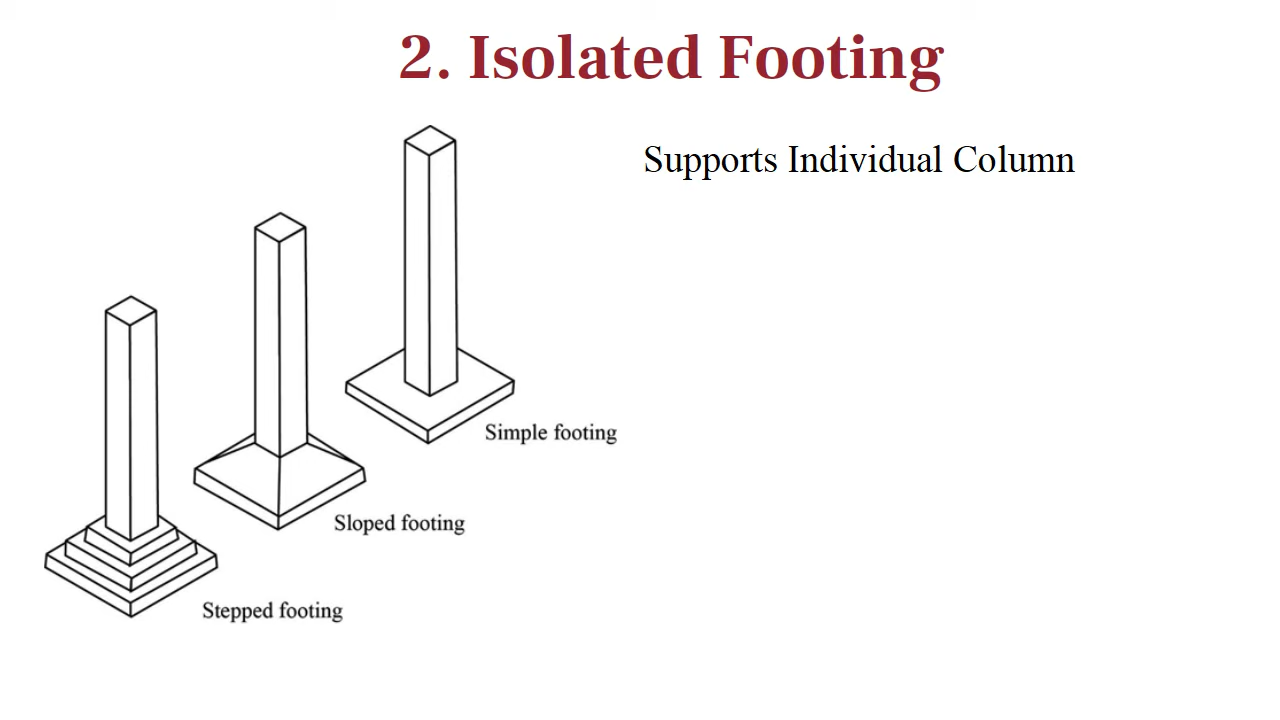 2. Isolated Footing
Supports Individual Column
Simple footing
Sloped footing
Stepped footing